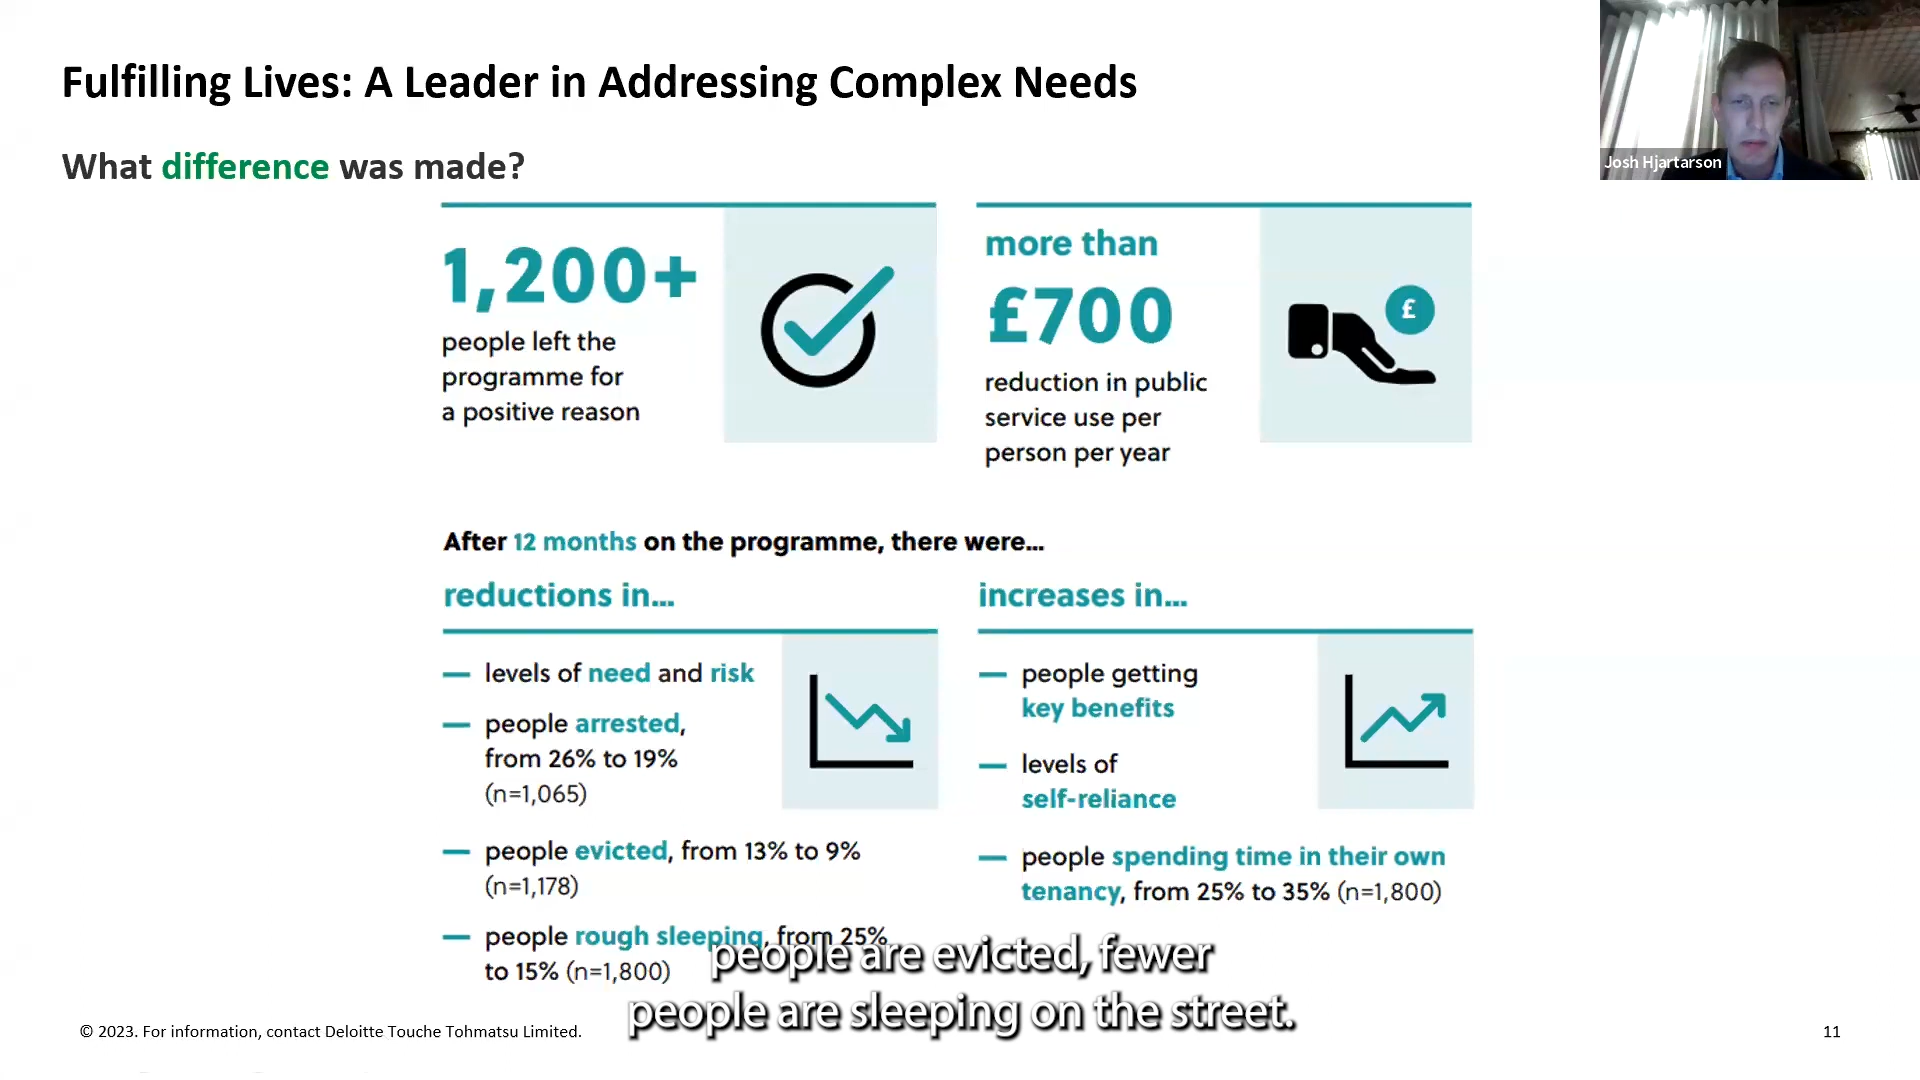 Fulfilling Lives: A Leader in Addressing Complex Needs
Josh Hjartarson
What difference was made?
1,200+
people left the
programme for
a positive reason
more than
£700
reduction in public
service use per
person per year
£
After 12 months on the programme, there were...
reductions in...
— levels of need and risk
— people arrested,
from 26% to 19%
(n=1,065)
— people evicted, from 13% to 9%
(n=1,178)
— people rough sleeping, from 25%
to 15% (n=1,800)
increases in...
— people getting
key benefits
— levels of
self-reliance
— people spending time in their own
tenancy, from 25% to 35% (n=1,800)
people are evicted, fewer
people are sleeping on the street.
© 2023. For information, contact Deloitte Touche Tohmatsu Limited.
11